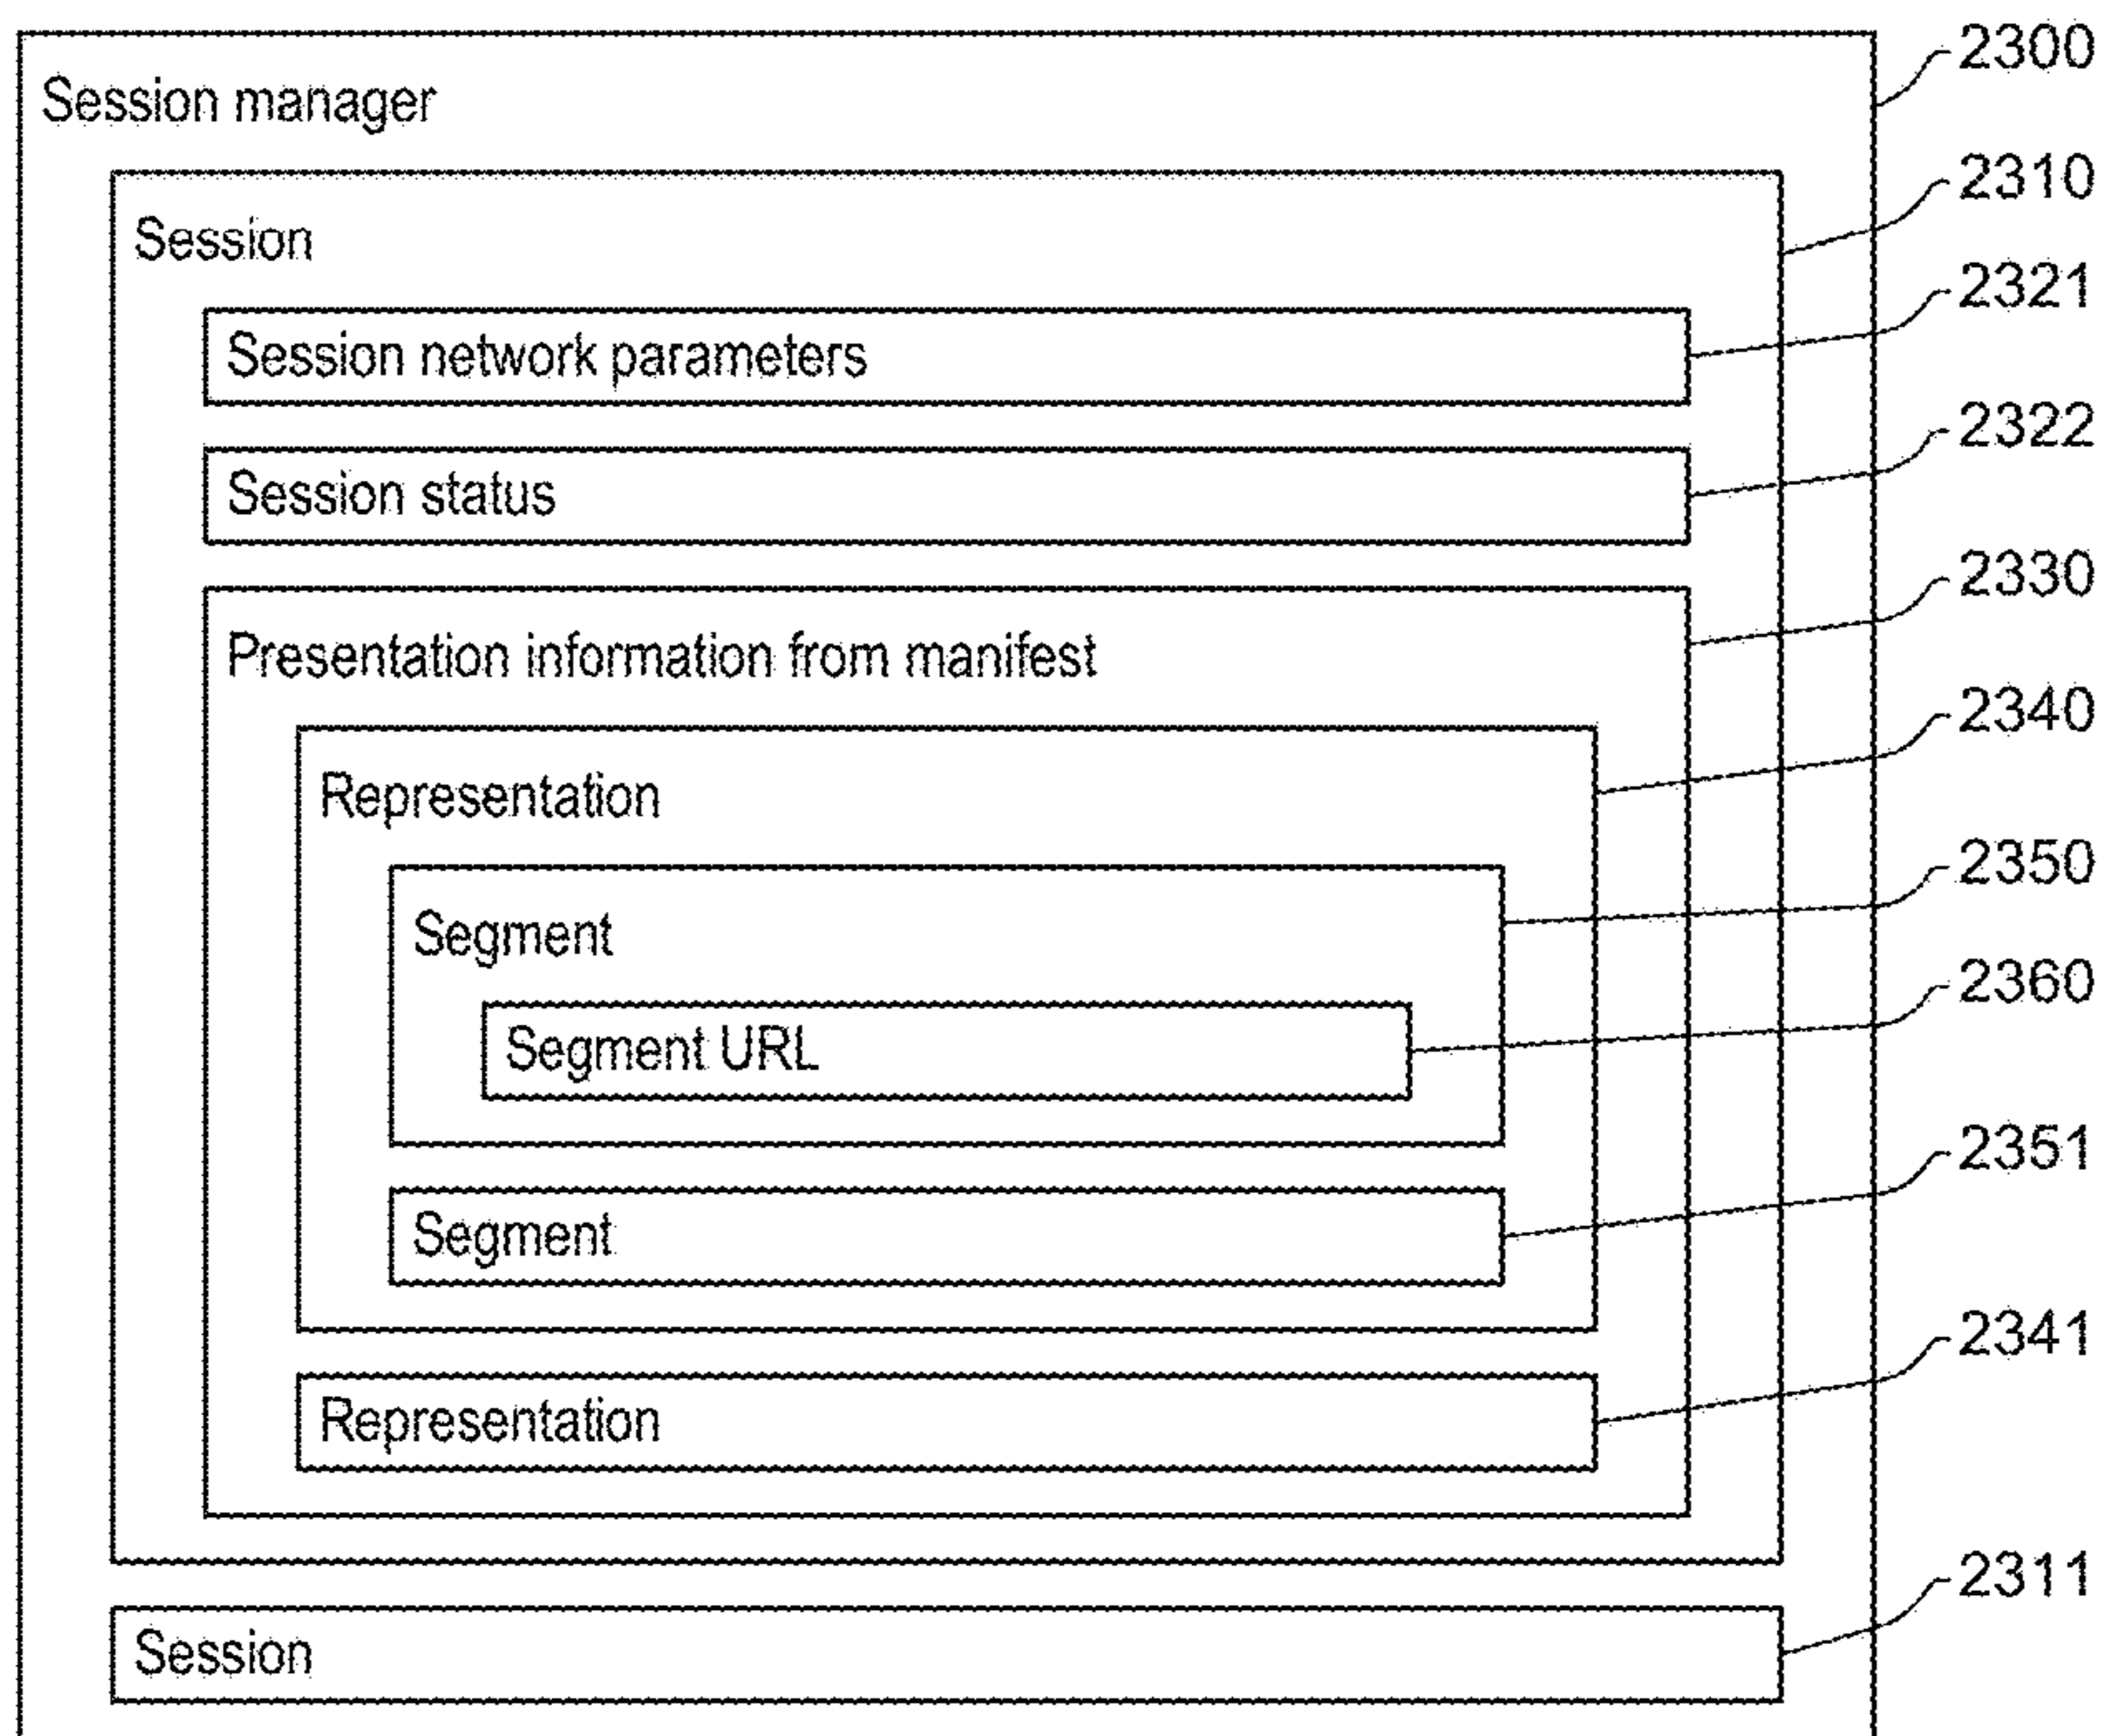 2300
Session manager
2310
Session
2321
Session network parameters
2322
Session status
2330
Presentation information from manifest
2340
Representation
2350
Segment
2360
Segment URL
2351
Segment
2341
Representation
2311
Session